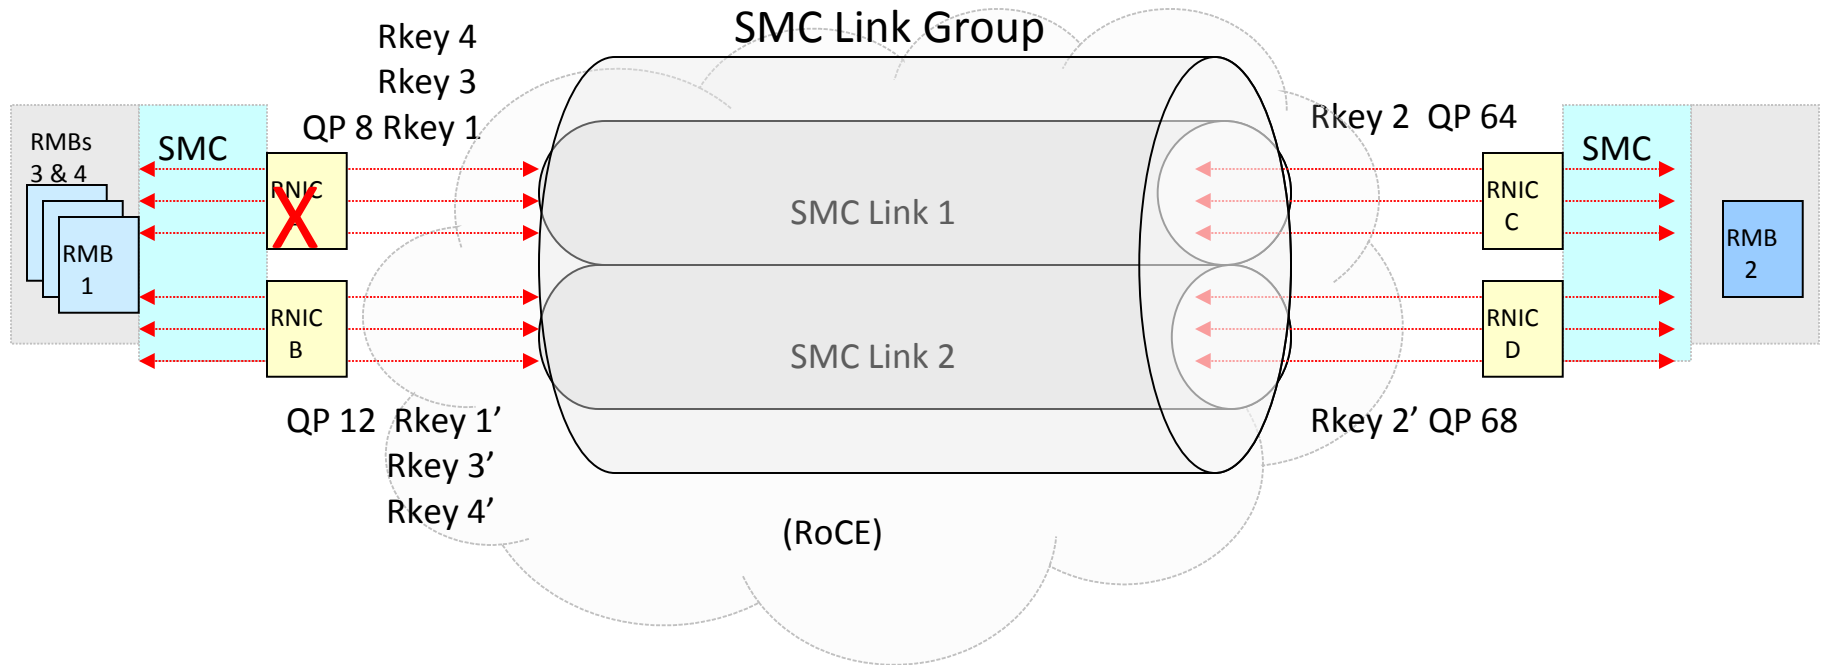 SMC Link Group
Rkey 4
Rkey 3
QP 8 Rkey 1
Rkey 2 QP 64
RMBs
3 & 4
SMC
RNIC
SMC
RNIC
C
SMC Link 1
RMB
1
RMB
2
RNIC
B
RNIC
D
SMC Link 2
QP 12 Rkey 1’
Rkey 3’
Rkey 4’
Rkey 2’ QP 68
(RoCE)